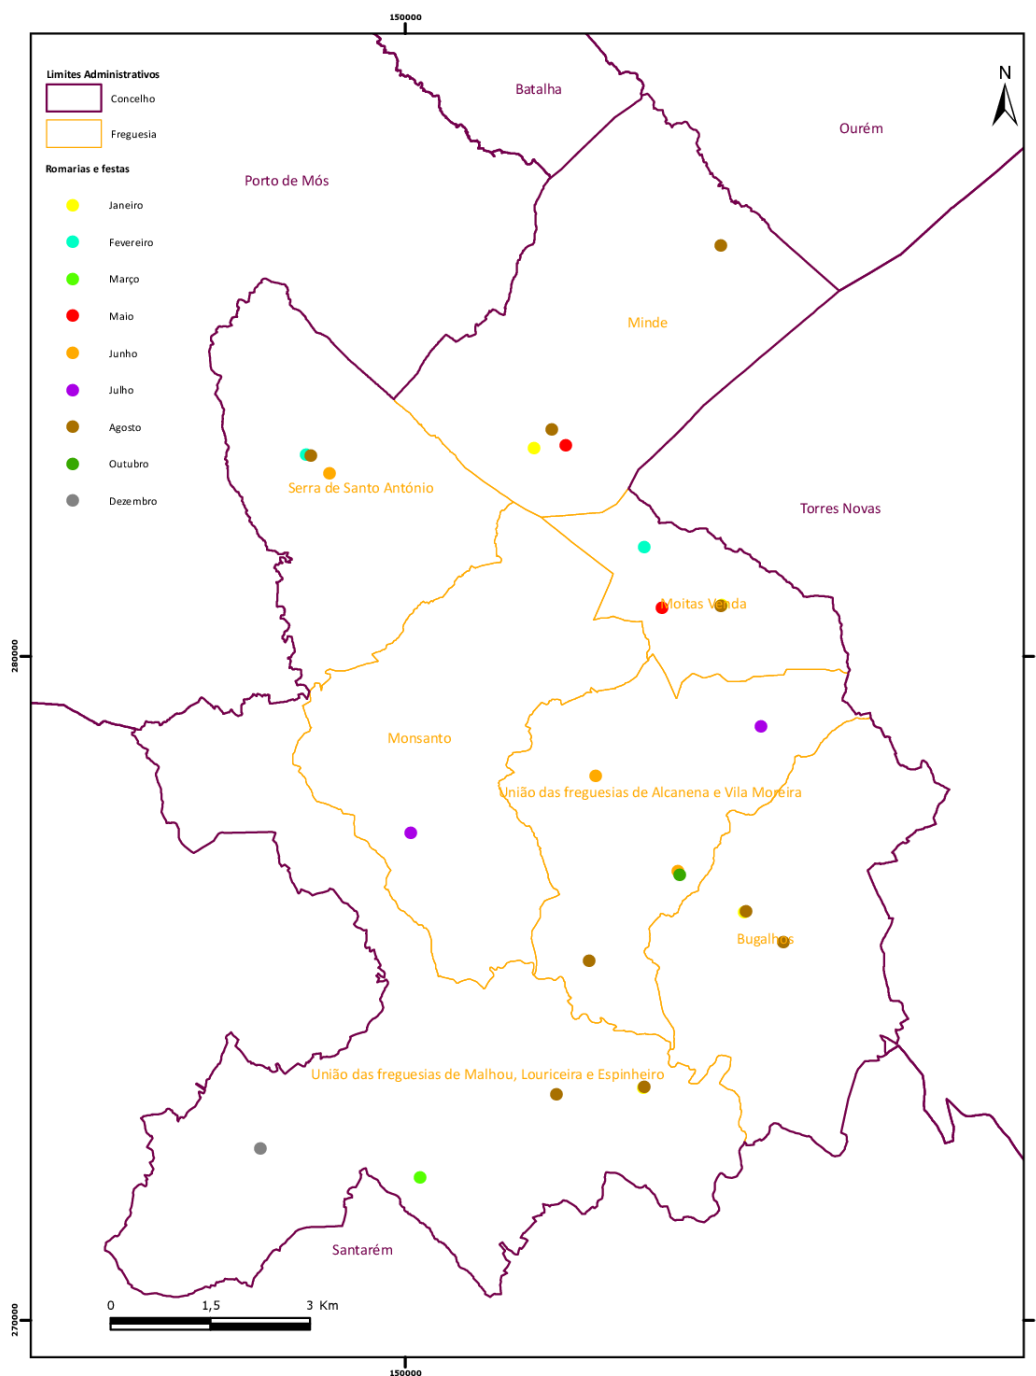 150000
Limites Administrativos
Concelho
Freguesia
Romarias e festas
Janeiro
Fevereiro
Março
Maio
Junho
Julho
Agosto
Outubro
Dezembro
Batalha
N
Ourém
Porto de Mós
Minde
Serra de Santo António
Torres Novas
Moitas Venda
280000
Monsanto
União das freguesias de Alcanena e Vila Moreira
Bugalhos
União das freguesias de Malhou, Louriceira e Espinheiro
Santarém
0 1,5 3 Km
270000
150000